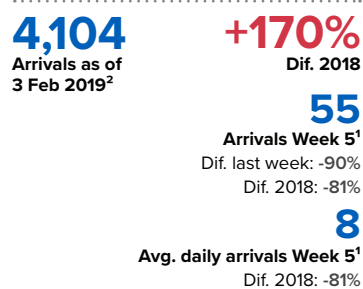 4,104
Arrivals as of
3 Feb 2019²
+170%
Dif. 2018
55
Arrivals Week 5¹
Dif. last week: -90%
Dif. 2018: -81%
8
Avg. daily arrivals Week 5¹
Dif. 2018: -81%